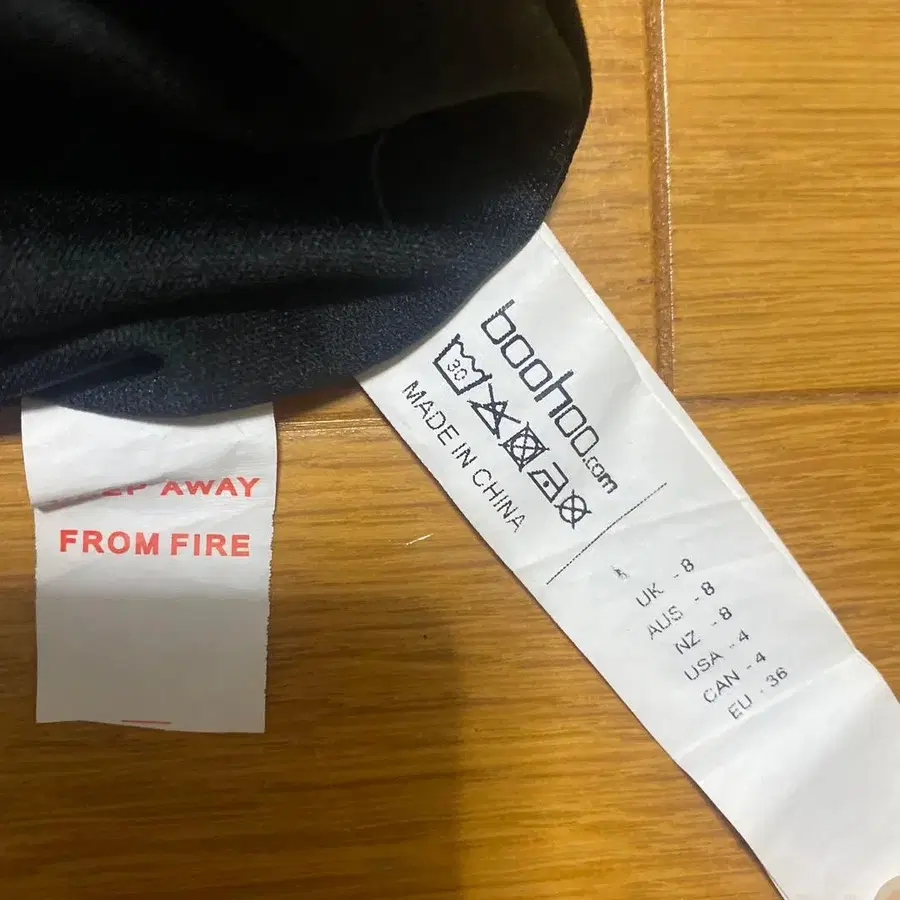 AWAY
FROM FIRE
boohoo.com
30
MADE IN CHINA
UK - 8
AUS - 8
NZ - 8
USA - 4
CAN - 4
EU - 36